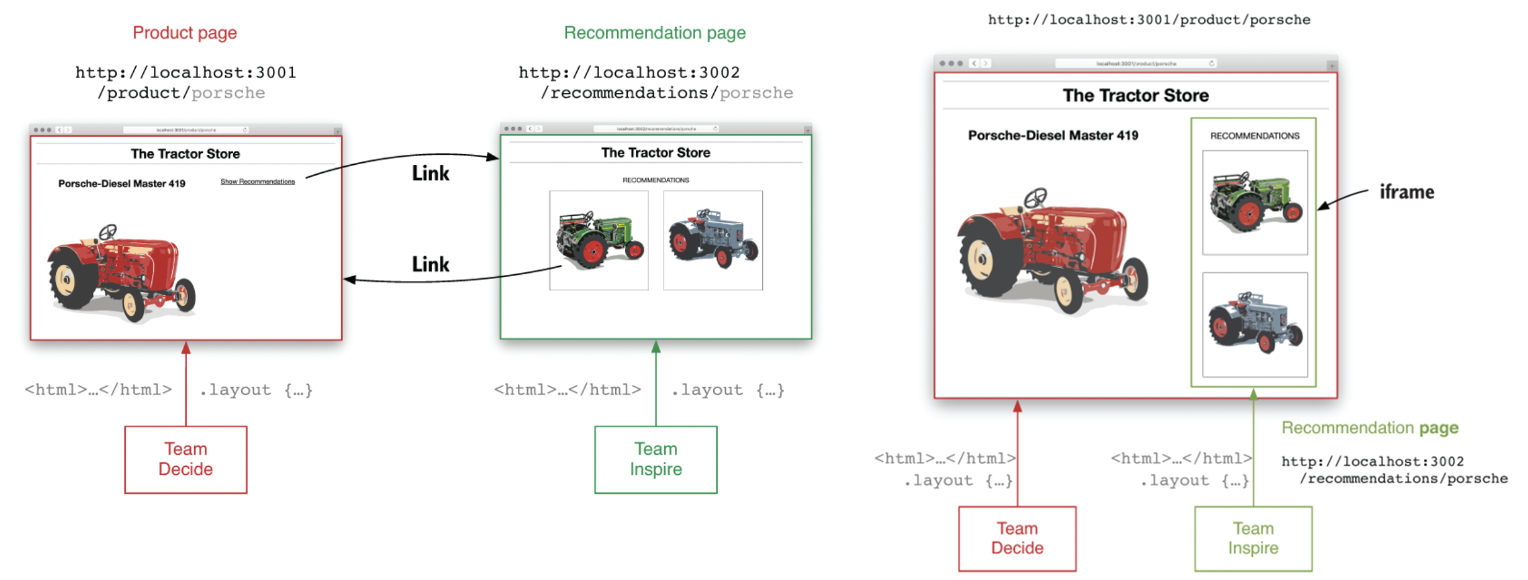 Product page
http://localhost:3001
/product/porsche
localhost:3001/product/porsche
The Tractor Store
Porsche-Diesel Master 419
Show Recommendations
<html>…</html>
.layout {…}
Team
Decide
Link
Link
Recommendation page
http://localhost:3002
/recommendations/porsche
localhost:3002/recommendations/porsche
The Tractor Store
RECOMMENDATIONS
<html>…</html>
.layout {…}
Team
Inspire
http://localhost:3001/product/porsche
localhost:3001/product/porsche
The Tractor Store
Porsche-Diesel Master 419
RECOMMENDATIONS
iframe
<html>…</html>
.layout {…}
Team
Decide
<html>…</html>
.layout {…}
Team
Inspire
Recommendation page
http://localhost:3002
/recommendations/porsche